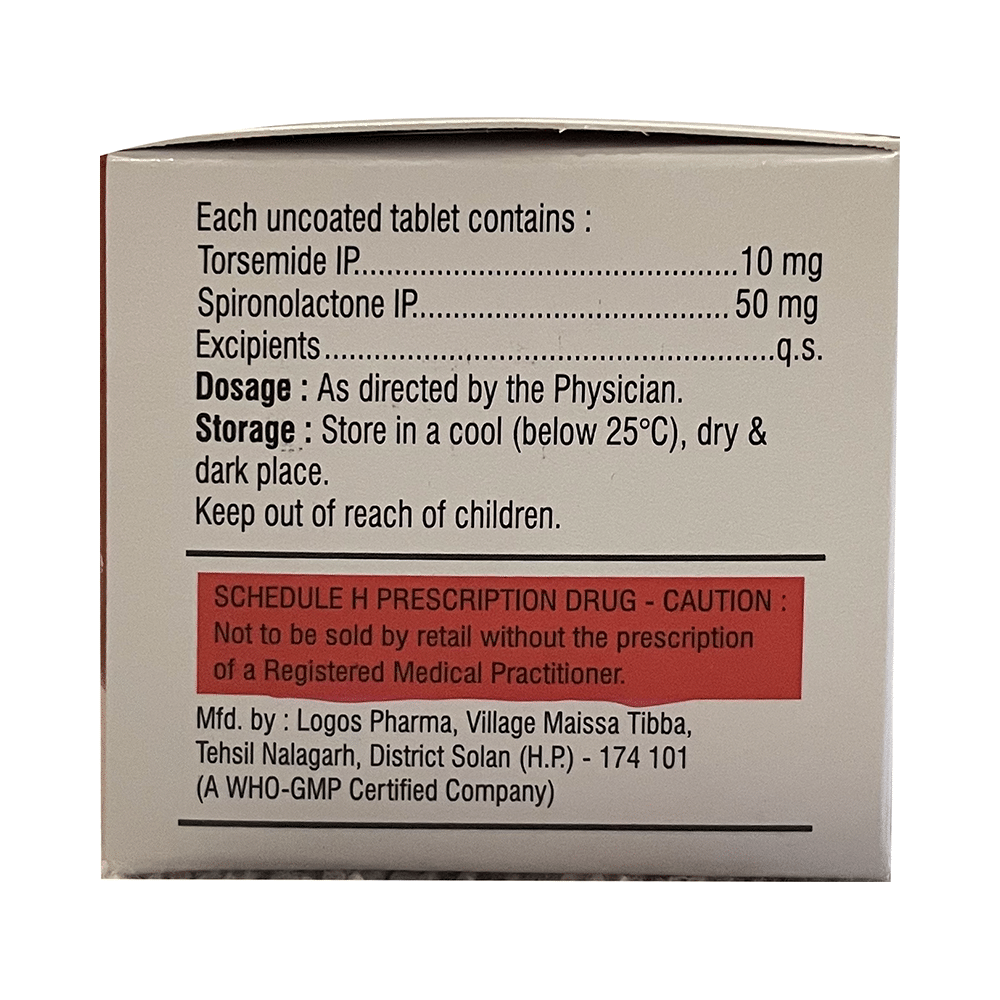 Each uncoated tablet contains :
Torsemide IP..............................................10 mg
Spironolactone IP...................................... 50 mg
Excipients......................................................q.s.
Dosage : As directed by the Physician.
Storage : Store in a cool (below 25°C), dry &
dark place.
Keep out of reach of children.
SCHEDULE H PRESCRIPTION DRUG - CAUTION :
Not to be sold by retail without the prescription
of a Registered Medical Practitioner.
Mfd. by : Logos Pharma, Village Maissa Tibba,
Tehsil Nalagarh, District Solan (H.P.) - 174 101
(A WHO-GMP Certified Company)